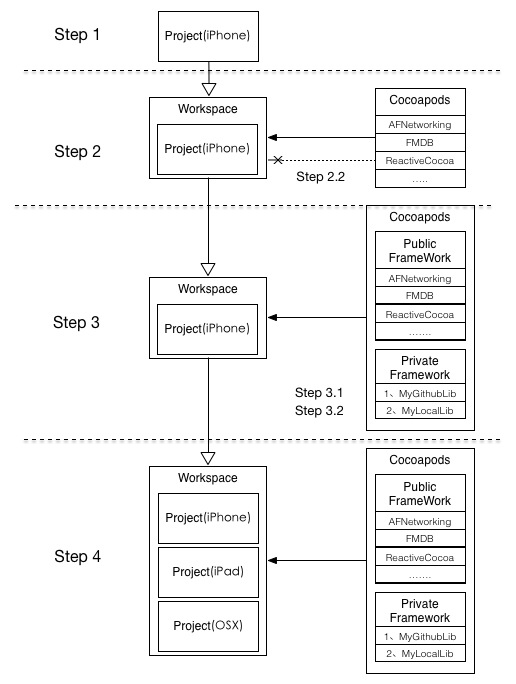 Step 1
Project(iPhone)
Step 2
Workspace
Project(iPhone)
Cocoapods
AFNetworking
FMDB
ReactiveCocoa
.....
Step 2.2
Step 3
Workspace
Project(iPhone)
Cocoapods
Public
FrameWork
AFNetworking
FMDB
ReactiveCocoa
.......
Private
Framework
1、MyGithubLib
2、MyLocalLib
Step 3.1
Step 3.2
Step 4
Workspace
Project(iPhone)
Project(iPad)
Project(OSX)
Cocoapods
Public
FrameWork
AFNetworking
FMDB
ReactiveCocoa
.......
Private
Framework
1、MyGithubLib
2、MyLocalLib